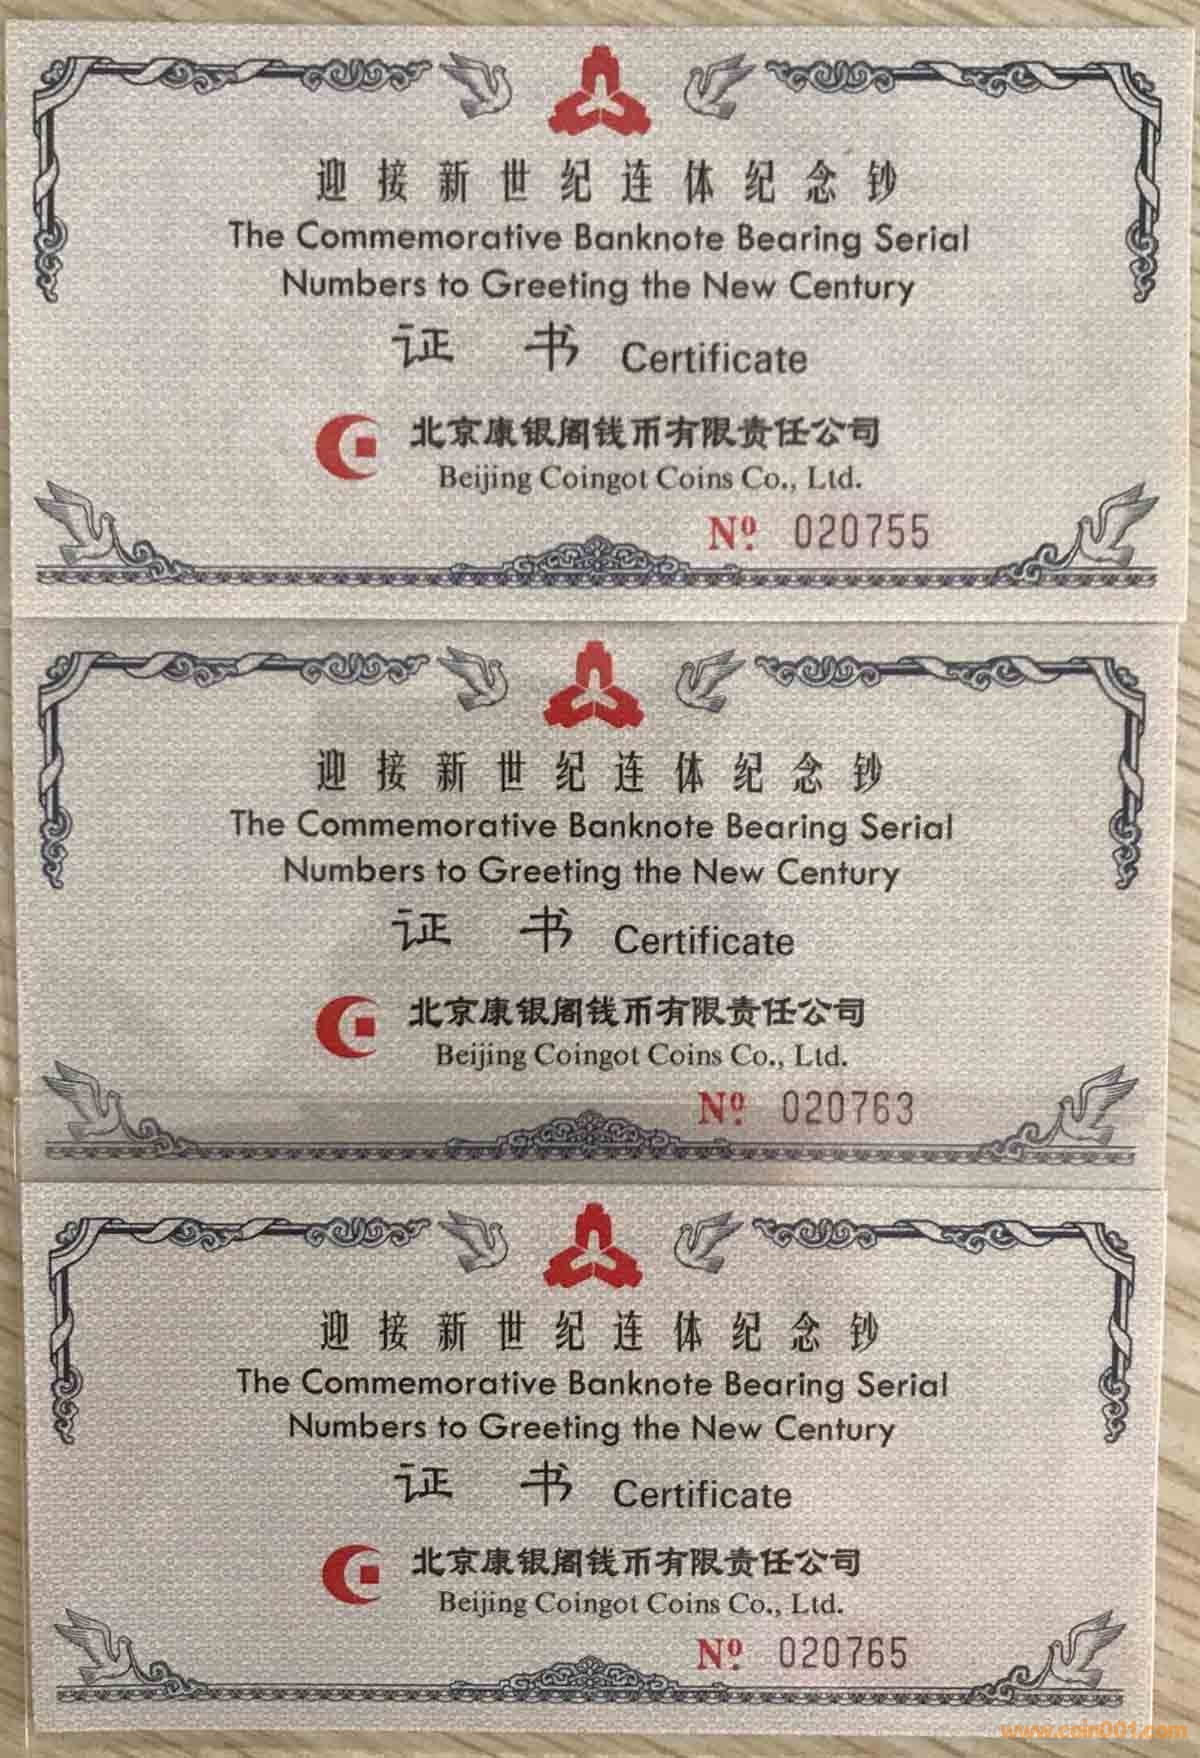 迎接新世纪连体纪念钞
The Commemorative Banknote Bearing Serial
Numbers to Greeting the New Century
证 书 Certificate
北京康银阁钱币有限责任公司
Beijing Coingot Coins Co., Ltd.
Nº. 020755
迎接新世纪连体纪念钞
The Commemorative Banknote Bearing Serial
Numbers to Greeting the New Century
证 书 Certificate
北京康银阁钱币有限责任公司
Beijing Coingot Coins Co., Ltd.
Nº. 020763
迎接新世纪连体纪念钞
The Commemorative Banknote Bearing Serial
Numbers to Greeting the New Century
证 书 Certificate
北京康银阁钱币有限责任公司
Beijing Coingot Coins Co., Ltd.
Nº. 020765
www.coin001.com